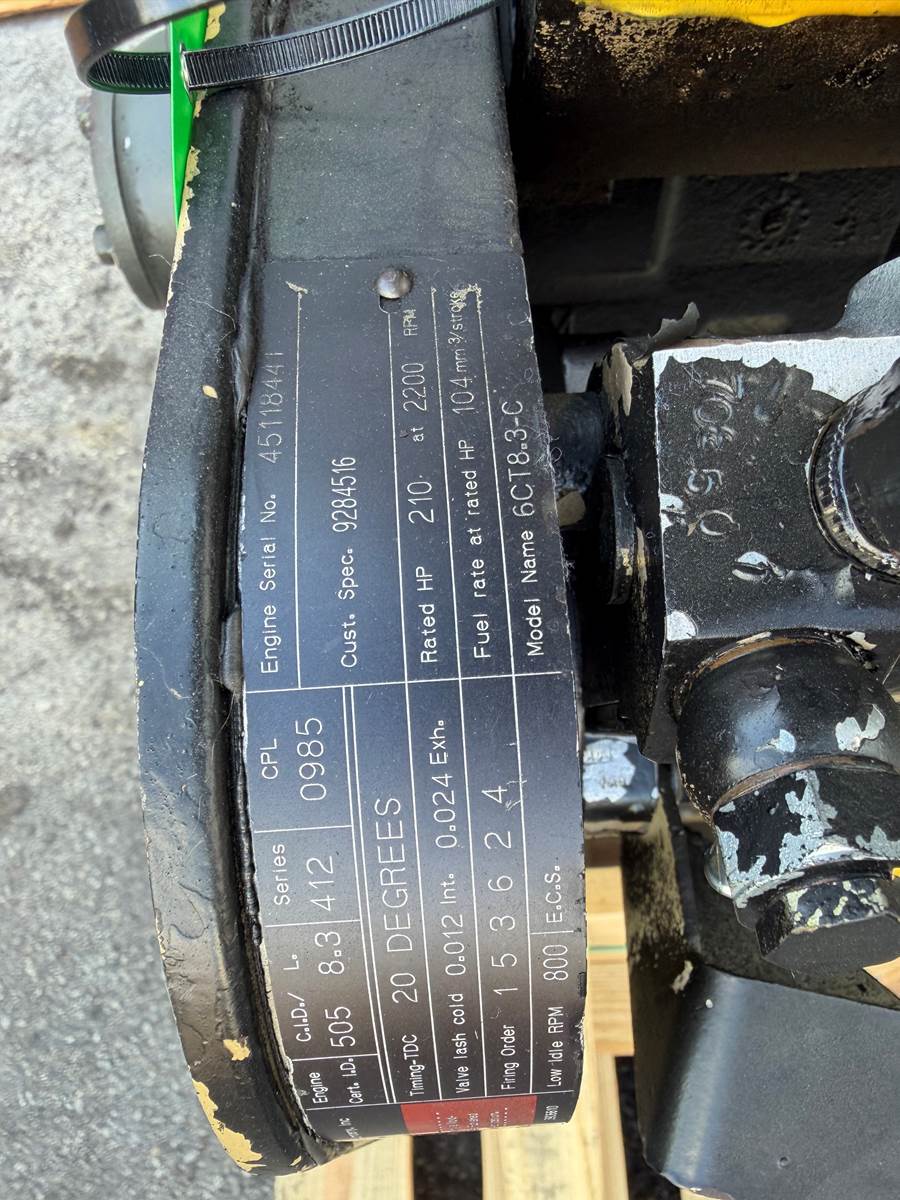 Engine Serial No. 45118441
Cust. Spec. 9284516
Rated HP 210 at 2200 RPM
Fuel rate at rated HP 104 mm³/stroke
Model Name 6CT8.3-C
Engine C.I.D./ L. Series CPL
Cert. I.D. 505 8.3 412 0985
Timing-TDC 20 DEGREES
Valve lash cold 0.012 Int. 0.024 Exh.
Firing Order 1 5 3 6 2 4
Low Idle RPM 800 E.C.S.